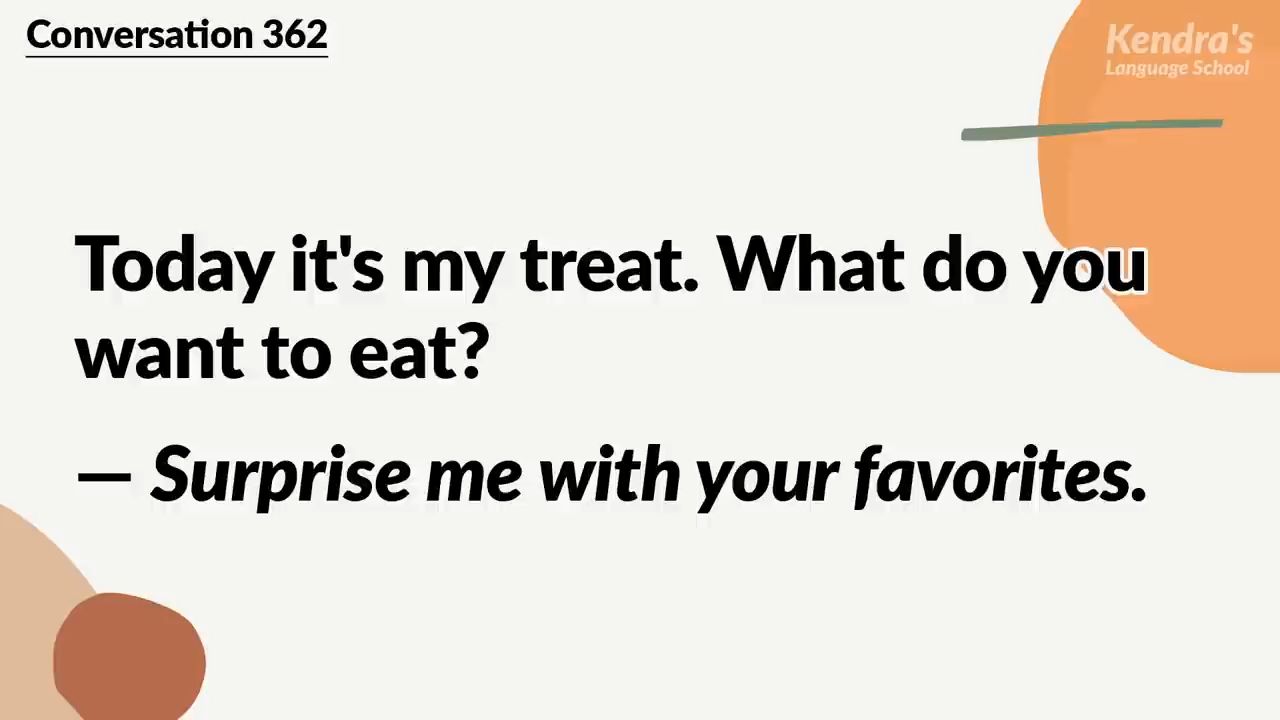 Conversation 362
Kendra's
Language School
Today it's my treat. What do you
want to eat?
— Surprise me with your favorites.